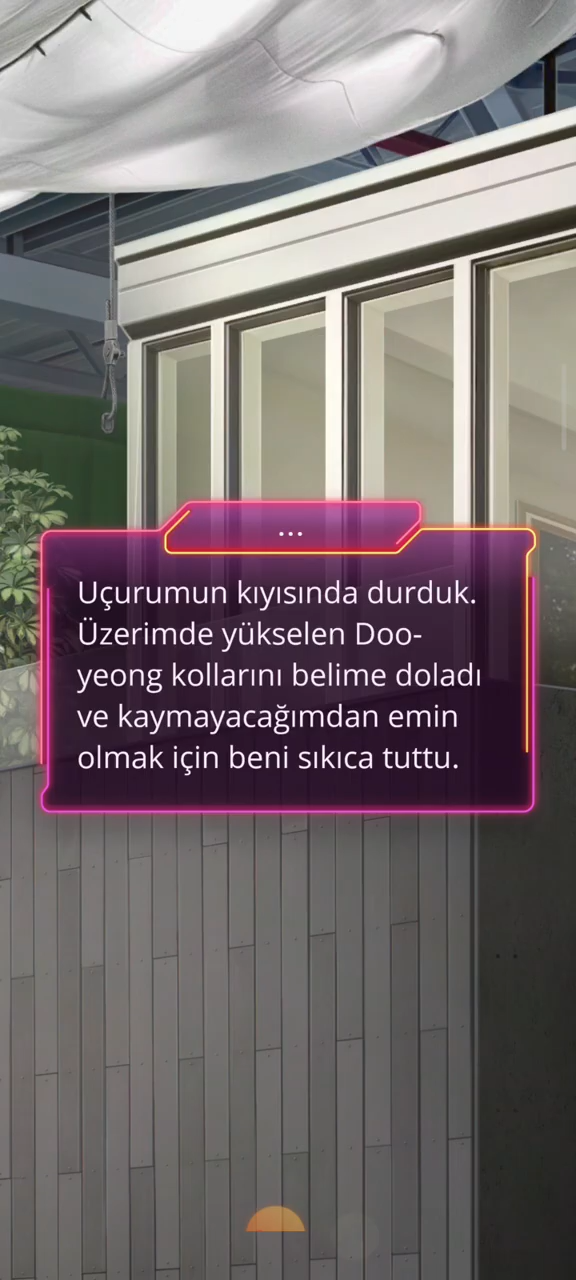 ...
Uçurumun kıyısında durduk.
Üzerimde yükselen Doo-
yeong kollarını belime doladı
ve kaymayacağımdan emin
olmak için beni sıkıca tuttu.